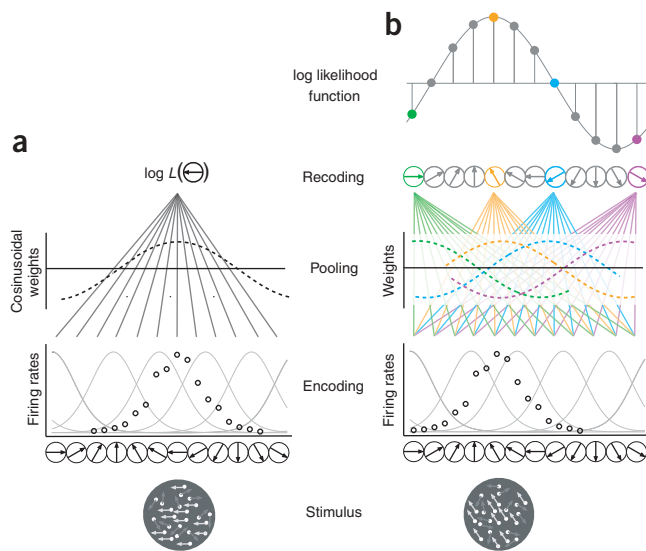 b
log likelihood
function
a
log L( )
Recoding
Cosinusoidal
weights
Pooling
Weights
Firing rates
Encoding
Firing rates
Stimulus